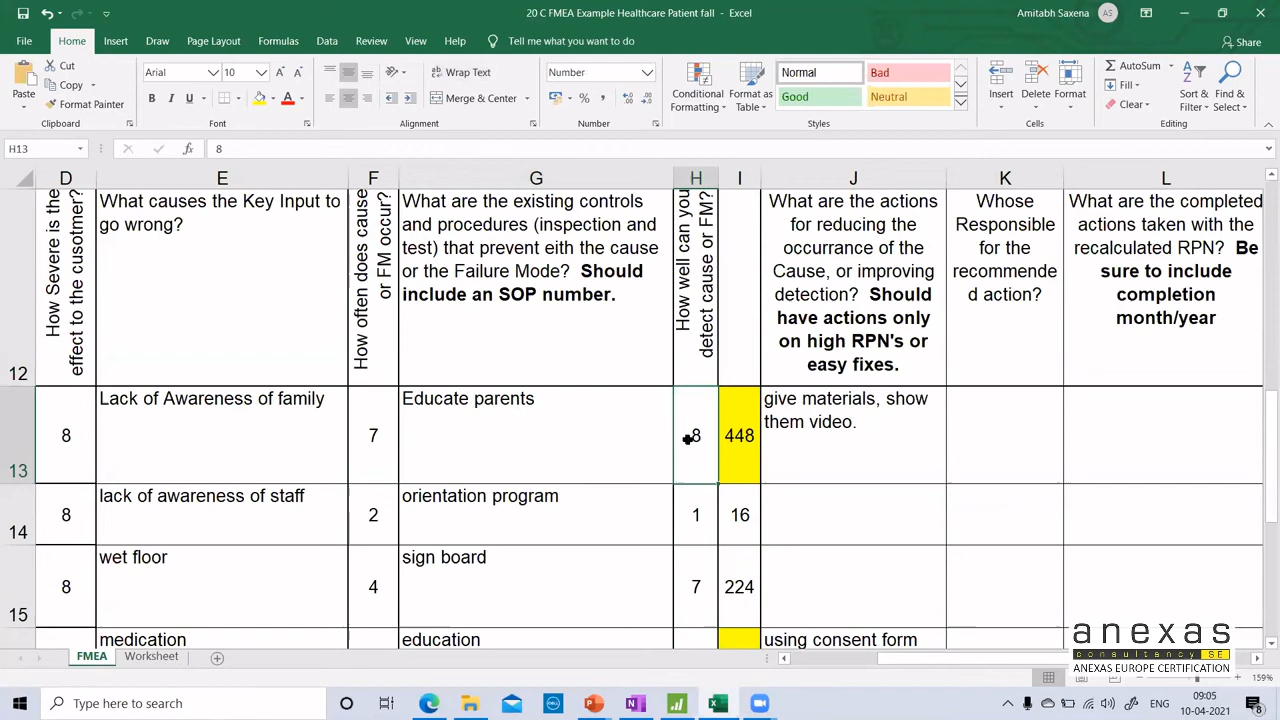 20 C FMEA Example Healthcare Patient fall - Excel
Amitabh Saxena
AS
File Home Insert Draw Page Layout Formulas Data Review View Help Tell me what you want to do
Share
Paste
Cut
Copy
Format Painter
Clipboard
Arial 10
B I U
Font
Wrap Text
Merge & Center
Alignment
Number
Number
Conditional Formatting
Format as Table
Normal Bad
Good Neutral
Styles
Insert Delete Format
Cells
AutoSum
Fill
Clear
Sort & Filter
Find & Select
Editing
H13
fx
8
D E F G H I J K L
12
How Severe is the
effect to the cusotmer?
What causes the Key Input to
go wrong?
How often does cause
or FM occur?
What are the existing controls
and procedures (inspection and
test) that prevent eith the cause
or the Failure Mode? Should
include an SOP number.
How well can you
detect cause or FM?
What are the actions
for reducing the
occurrance of the
Cause, or improving
detection? Should
have actions only
on high RPN's or
easy fixes.
Whose
Responsible
for the
recommende
d action?
What are the completed
actions taken with the
recalculated RPN? Be
sure to include
completion
month/year
13
8
Lack of Awareness of family
7
Educate parents
8
448
give materials, show
them video.
14
8
lack of awareness of staff
2
orientation program
1
16
15
8
wet floor
4
sign board
7
224
medication
education
using consent form
FMEA Worksheet
159%
anexas
consultancy SE
ANEXAS EUROPE CERTIFICATION
Type here to search
ENG
09:05
10-04-2021
8